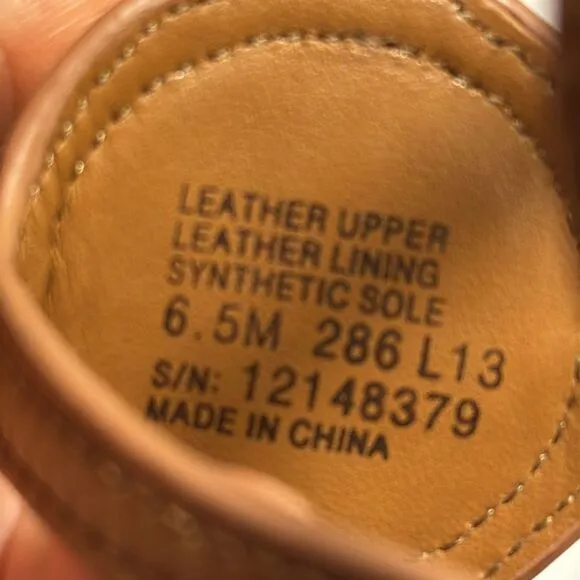 LEATHER UPPER
LEATHER LINING
SYNTHETIC SOLE
6.5M 286 L13
S/N: 12148379
MADE IN CHINA